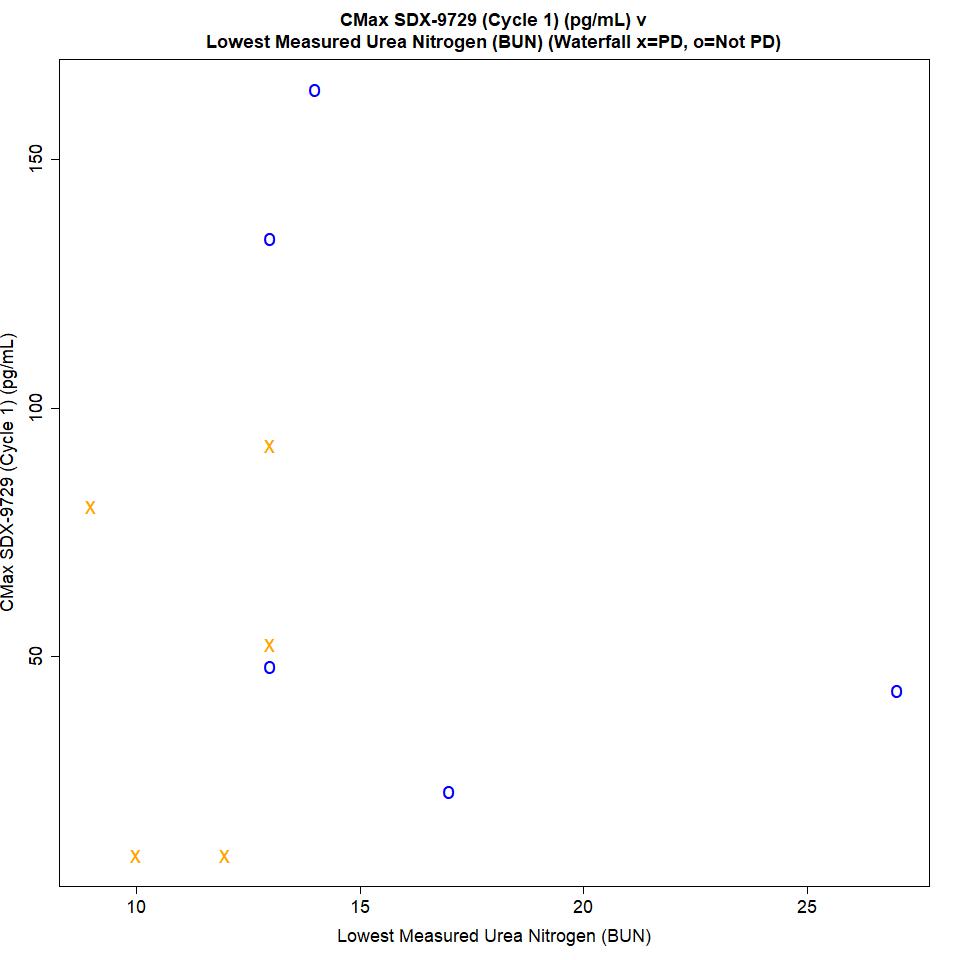 CMax SDX-9729 (Cycle 1) (pg/mL) v
Lowest Measured Urea Nitrogen (BUN) (Waterfall x=PD, o=Not PD)
CMax SDX-9729 (Cycle 1) (pg/mL)
150
100
50
o
o
x
x
x
o
o
o
x
x
10
15
20
25
Lowest Measured Urea Nitrogen (BUN)